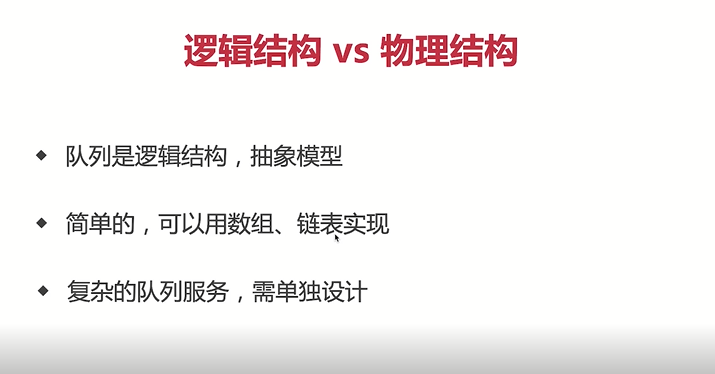 逻辑结构 vs 物理结构
队列是逻辑结构，抽象模型
简单的，可以用数组、链表实现
复杂的队列服务，需单独设计